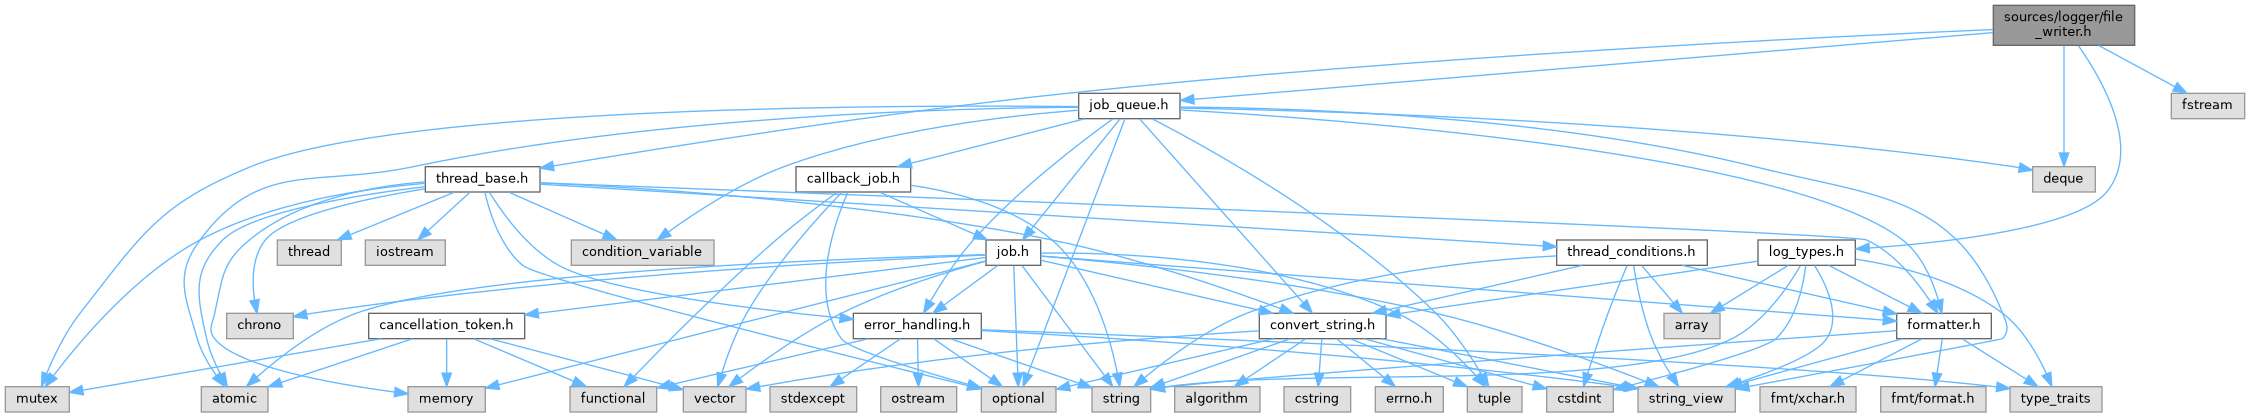 sources/logger/file
_writer.h
job_queue.h
fstream
thread_base.h
callback_job.h
deque
thread
iostream
condition_variable
job.h
thread_conditions.h
log_types.h
chrono
cancellation_token.h
error_handling.h
convert_string.h
array
formatter.h
mutex
atomic
memory
functional
vector
stdexcept
ostream
optional
string
algorithm
cstring
errno.h
tuple
cstdint
string_view
fmt/xchar.h
fmt/format.h
type_traits